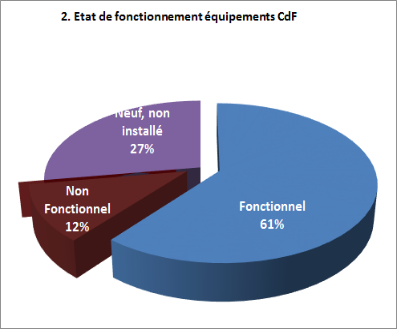 2. Etat de fonctionnement équipements CdF
Neuf, non
installé
27%
Non
Fonctionnel
12%
Fonctionnel
61%